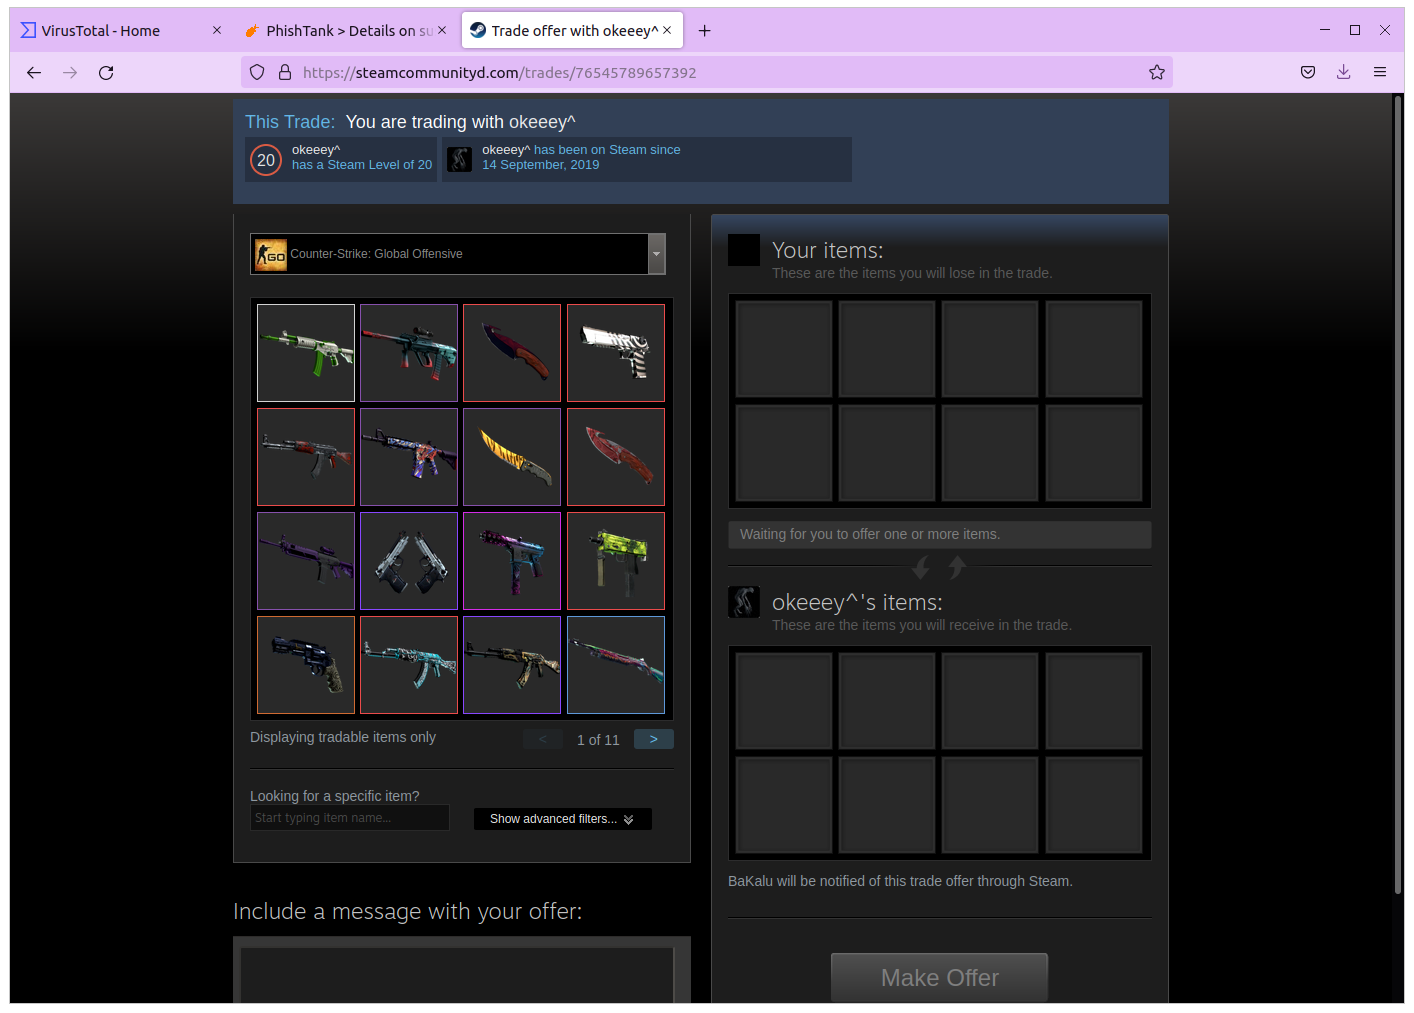 VirusTotal - Home
PhishTank > Details on su
Trade offer with okeeey^
https://steamcommunityd.com/trades/76545789657392
This Trade: You are trading with okeeey^
20
okeeey^
has a Steam Level of 20
okeeey^ has been on Steam since
14 September, 2019
GO
Counter-Strike: Global Offensive
Displaying tradable items only
<
1 of 11
>
Looking for a specific item?
Start typing item name...
Show advanced filters...
Include a message with your offer:
Your items:
These are the items you will lose in the trade.
Waiting for you to offer one or more items.
okeeey^'s items:
These are the items you will receive in the trade.
BaKalu will be notified of this trade offer through Steam.
Make Offer